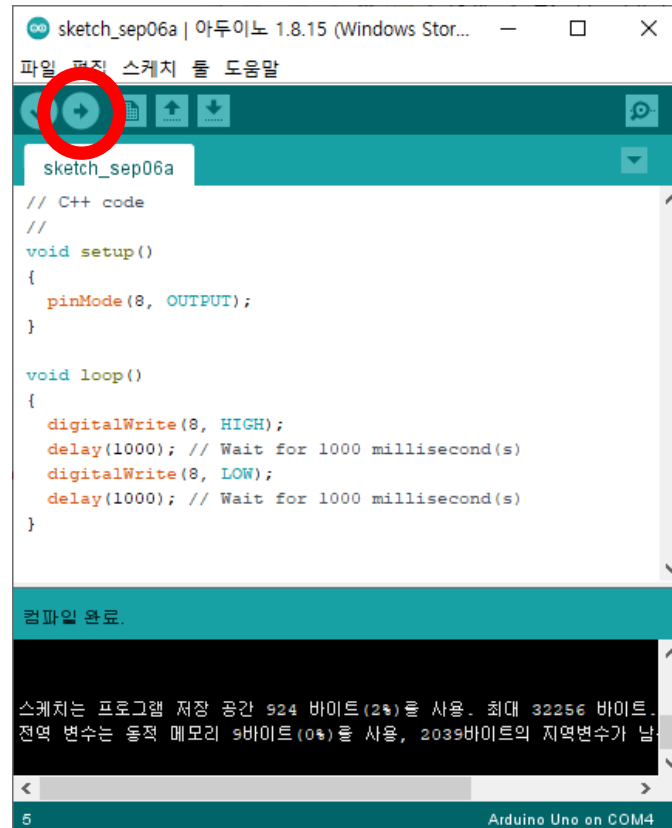 sketch_sep06a | 아두이노 1.8.15 (Windows Stor...
파일 편집 스케치 툴 도움말
sketch_sep06a
// C++ code
//
void setup()
{
  pinMode(8, OUTPUT);
}
void loop()
{
  digitalWrite(8, HIGH);
  delay(1000); // Wait for 1000 millisecond(s)
  digitalWrite(8, LOW);
  delay(1000); // Wait for 1000 millisecond(s)
}
컴파일 완료.
스케치는 프로그램 저장 공간 924 바이트(2%)을 사용. 최대 32256 바이트.
전역 변수는 동적 메모리 9바이트(0%)을 사용, 2039바이트의 지역변수가
5
Arduino Uno on COM4